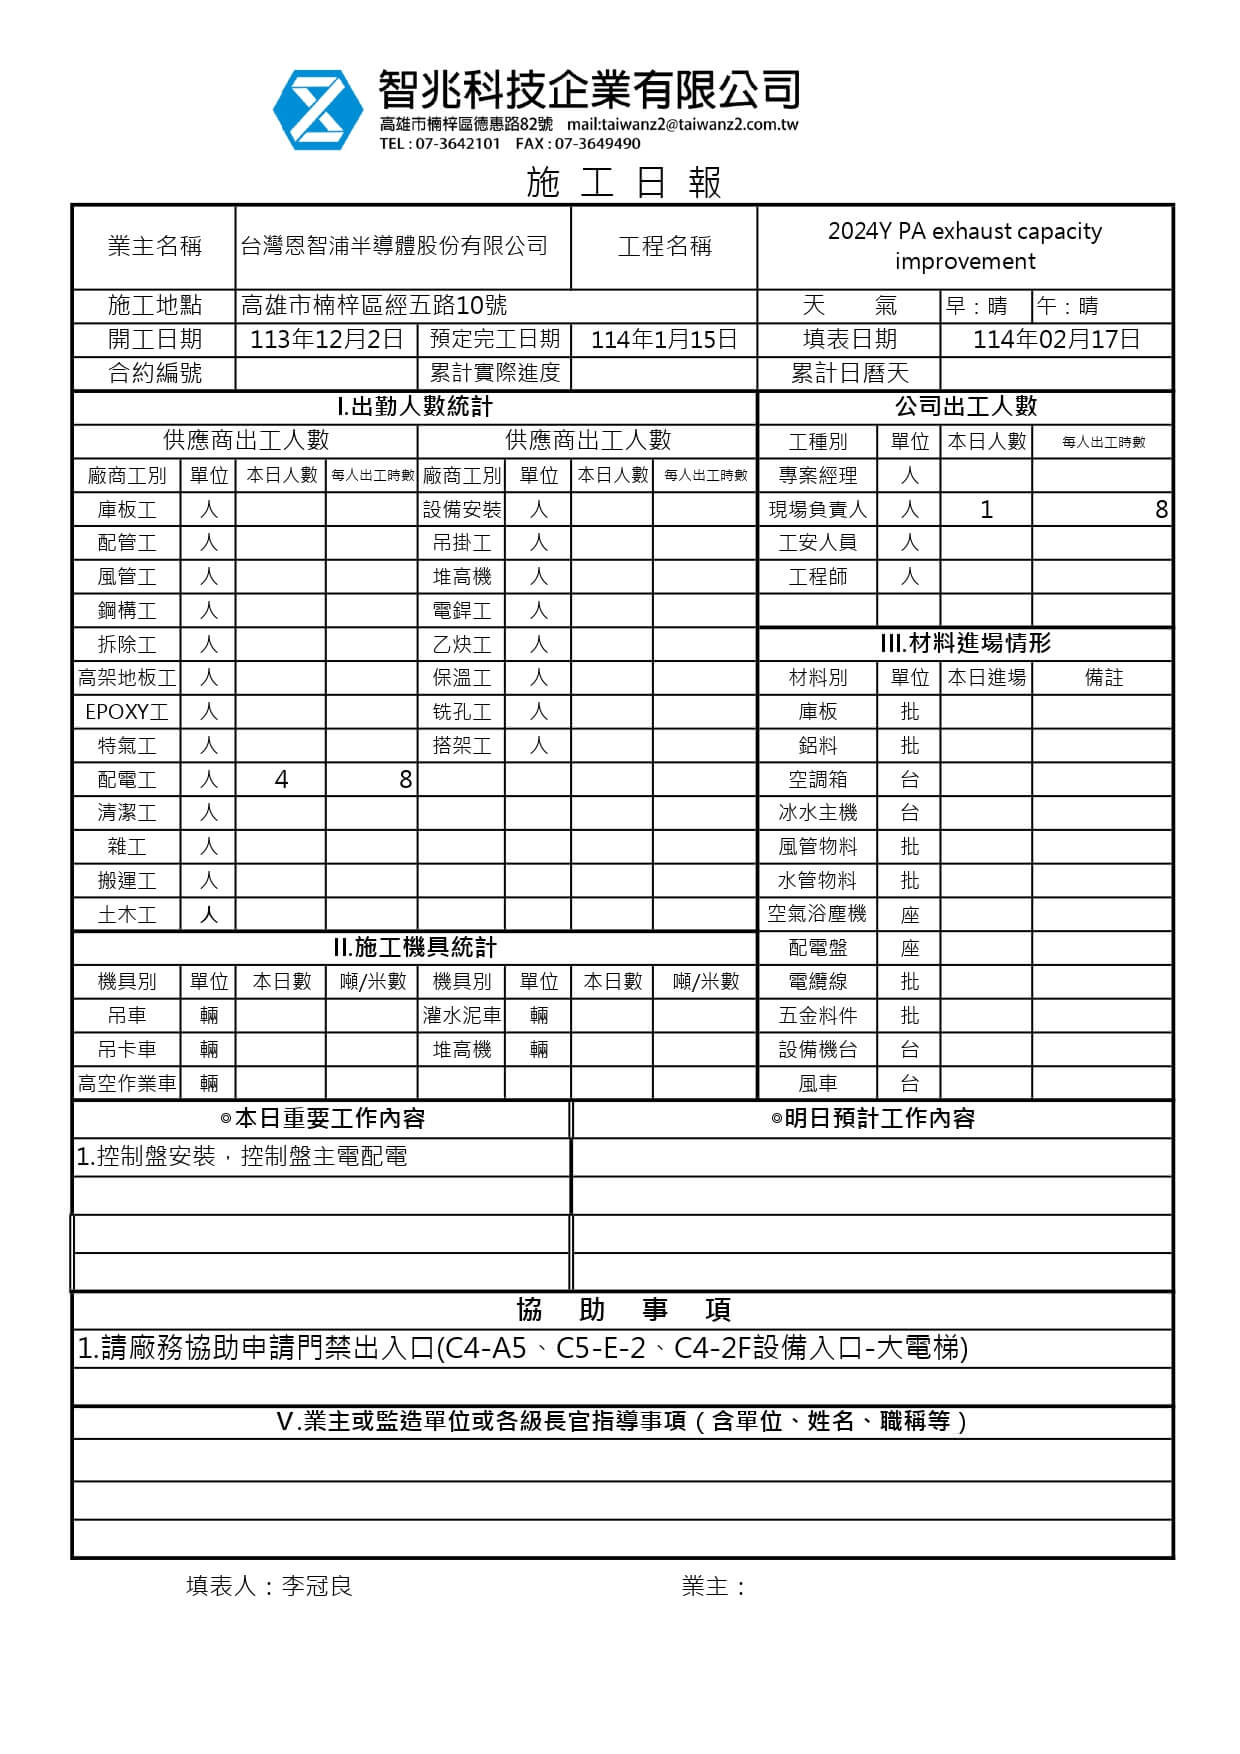 智兆科技企業有限公司
高雄市楠梓區德惠路82號 mail:taiwanz2@taiwanz2.com.tw
TEL : 07-3642101 FAX : 07-3649490
施 工 日 報
業主名稱 台灣恩智浦半導體股份有限公司 工程名稱 2024Y PA exhaust capacity
improvement
施工地點 高雄市楠梓區經五路10號 天 氣 早：晴 午：晴
開工日期 113年12月2日 預定完工日期 114年1月15日 填表日期 114年02月17日
合約編號 累計實際進度 累計日曆天
I.出勤人數統計 公司出工人數
供應商出工人數 供應商出工人數 工種別 單位 本日人數 每人出工時數
廠商工別 單位 本日人數 每人出工時數 廠商工別 單位 本日人數 每人出工時數 專案經理 人
庫板工 人 設備安裝 人 現場負責人 人 1 8
配管工 人 吊掛工 人 工安人員 人
風管工 人 堆高機 人 工程師 人
鋼構工 人 電銲工 人
拆除工 人 乙炔工 人 III.材料進場情形
高架地板工 人 保溫工 人 材料別 單位 本日進場 備註
EPOXY工 人 铣孔工 人 庫板 批
特氣工 人 搭架工 人 鋁料 批
配電工 人 4 8 空調箱 台
清潔工 人 冰水主機 台
雜工 人 風管物料 批
搬運工 人 水管物料 批
土木工 人 空氣浴塵機 座
II.施工機具統計 配電盤 座
機具別 單位 本日數 噸/米數 機具別 單位 本日數 噸/米數 電纜線 批
吊車 輛 灌水泥車 輛 五金料件 批
吊卡車 輛 堆高機 輛 設備機台 台
高空作業車 輛 風車 台
◎本日重要工作內容 ◎明日預計工作內容
1.控制盤安裝，控制盤主電配電
協 助 事 項
1.請廠務協助申請門禁出入口(C4-A5、C5-E-2、C4-2F設備入口-大電梯)
V.業主或監造單位或各級長官指導事項（含單位、姓名、職稱等）
填表人：李冠良 業主：